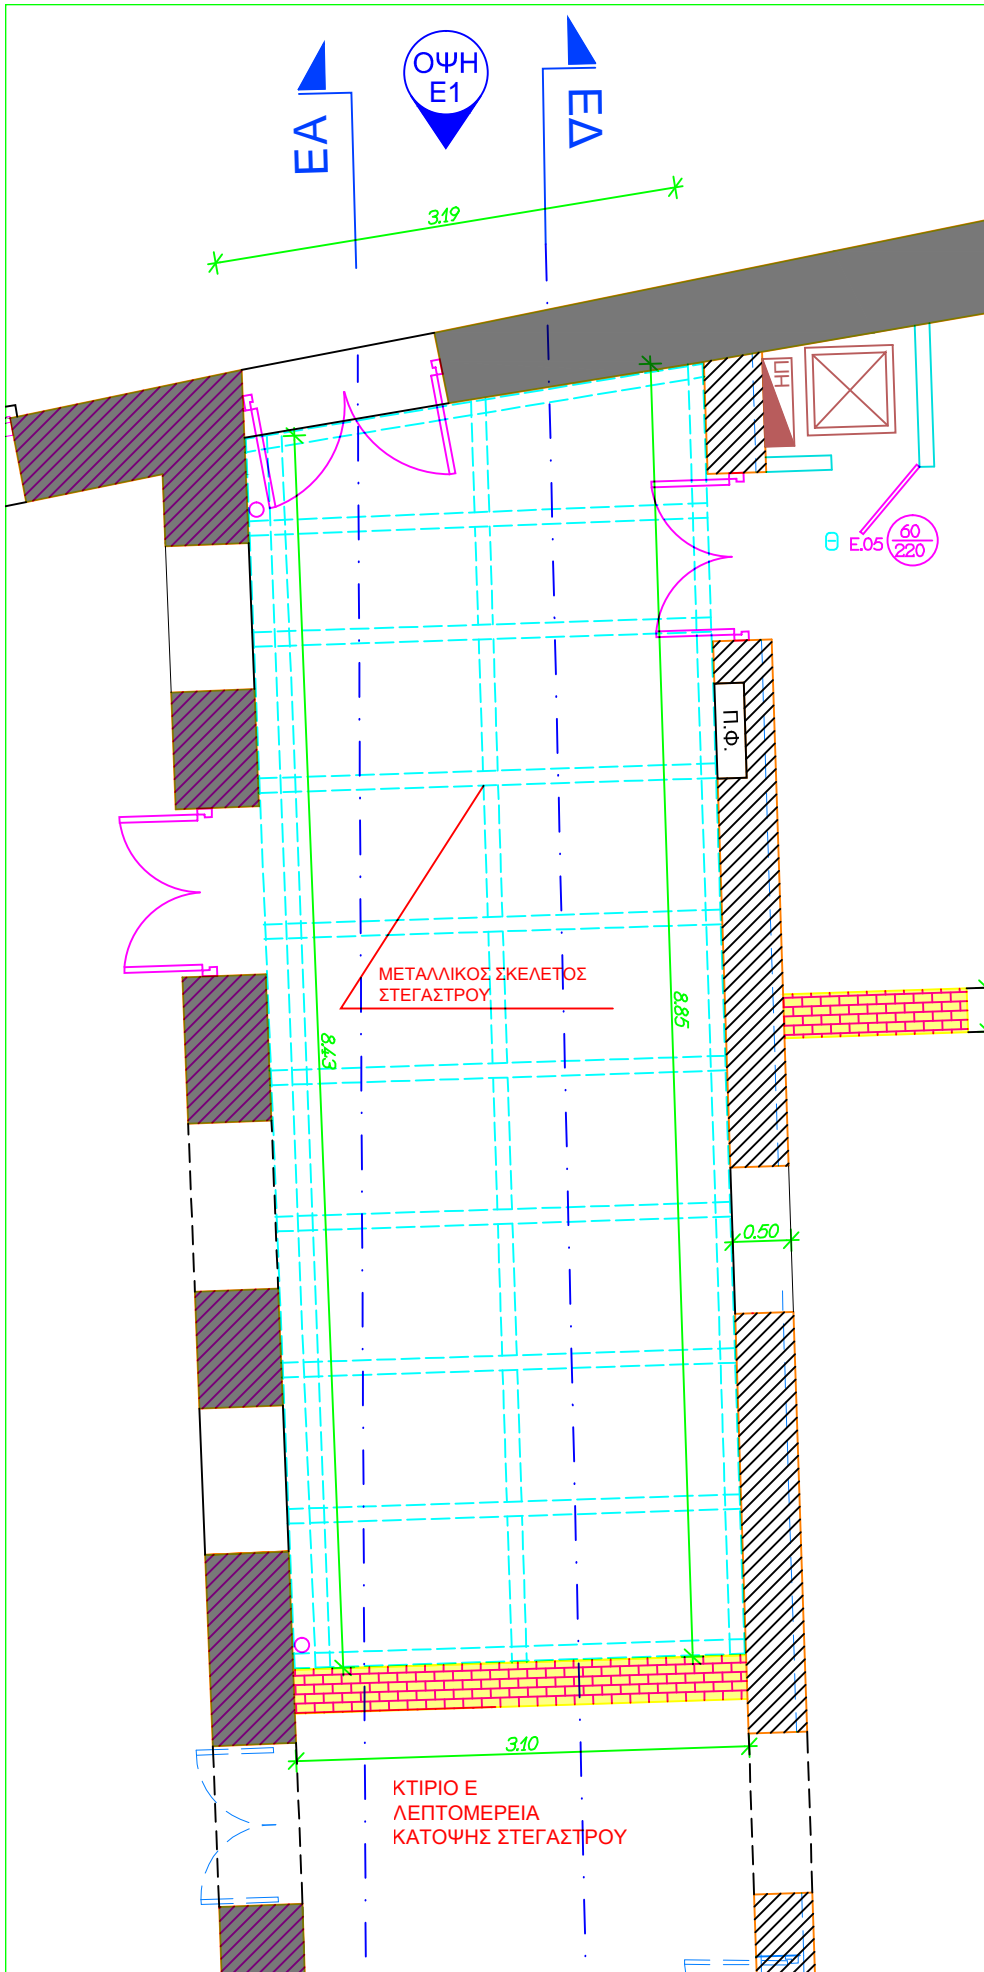 ΟΨΗ
Ε1
ΕΑ
ΕΔ
3.19
ΠΗ
Θ Ε.05 60
220
Π.Φ.
ΜΕΤΑΛΛΙΚΟΣ ΣΚΕΛΕΤΟΣ
ΣΤΕΓΑΣΤΡΟΥ
8.43
8.85
0.50
3.10
ΚΤΙΡΙΟ Ε
ΛΕΠΤΟΜΕΡΕΙΑ
ΚΑΤΟΨΗΣ ΣΤΕΓΑΣΤΡΟΥ